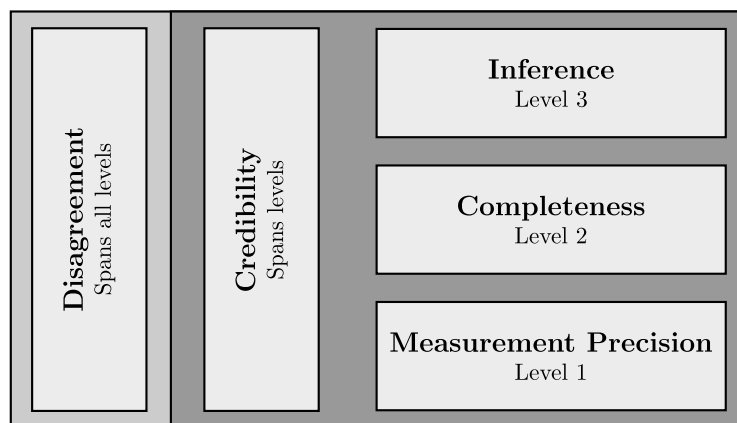 Disagreement
Spans all levels
Credibility
Spans levels
Inference
Level 3
Completeness
Level 2
Measurement Precision
Level 1